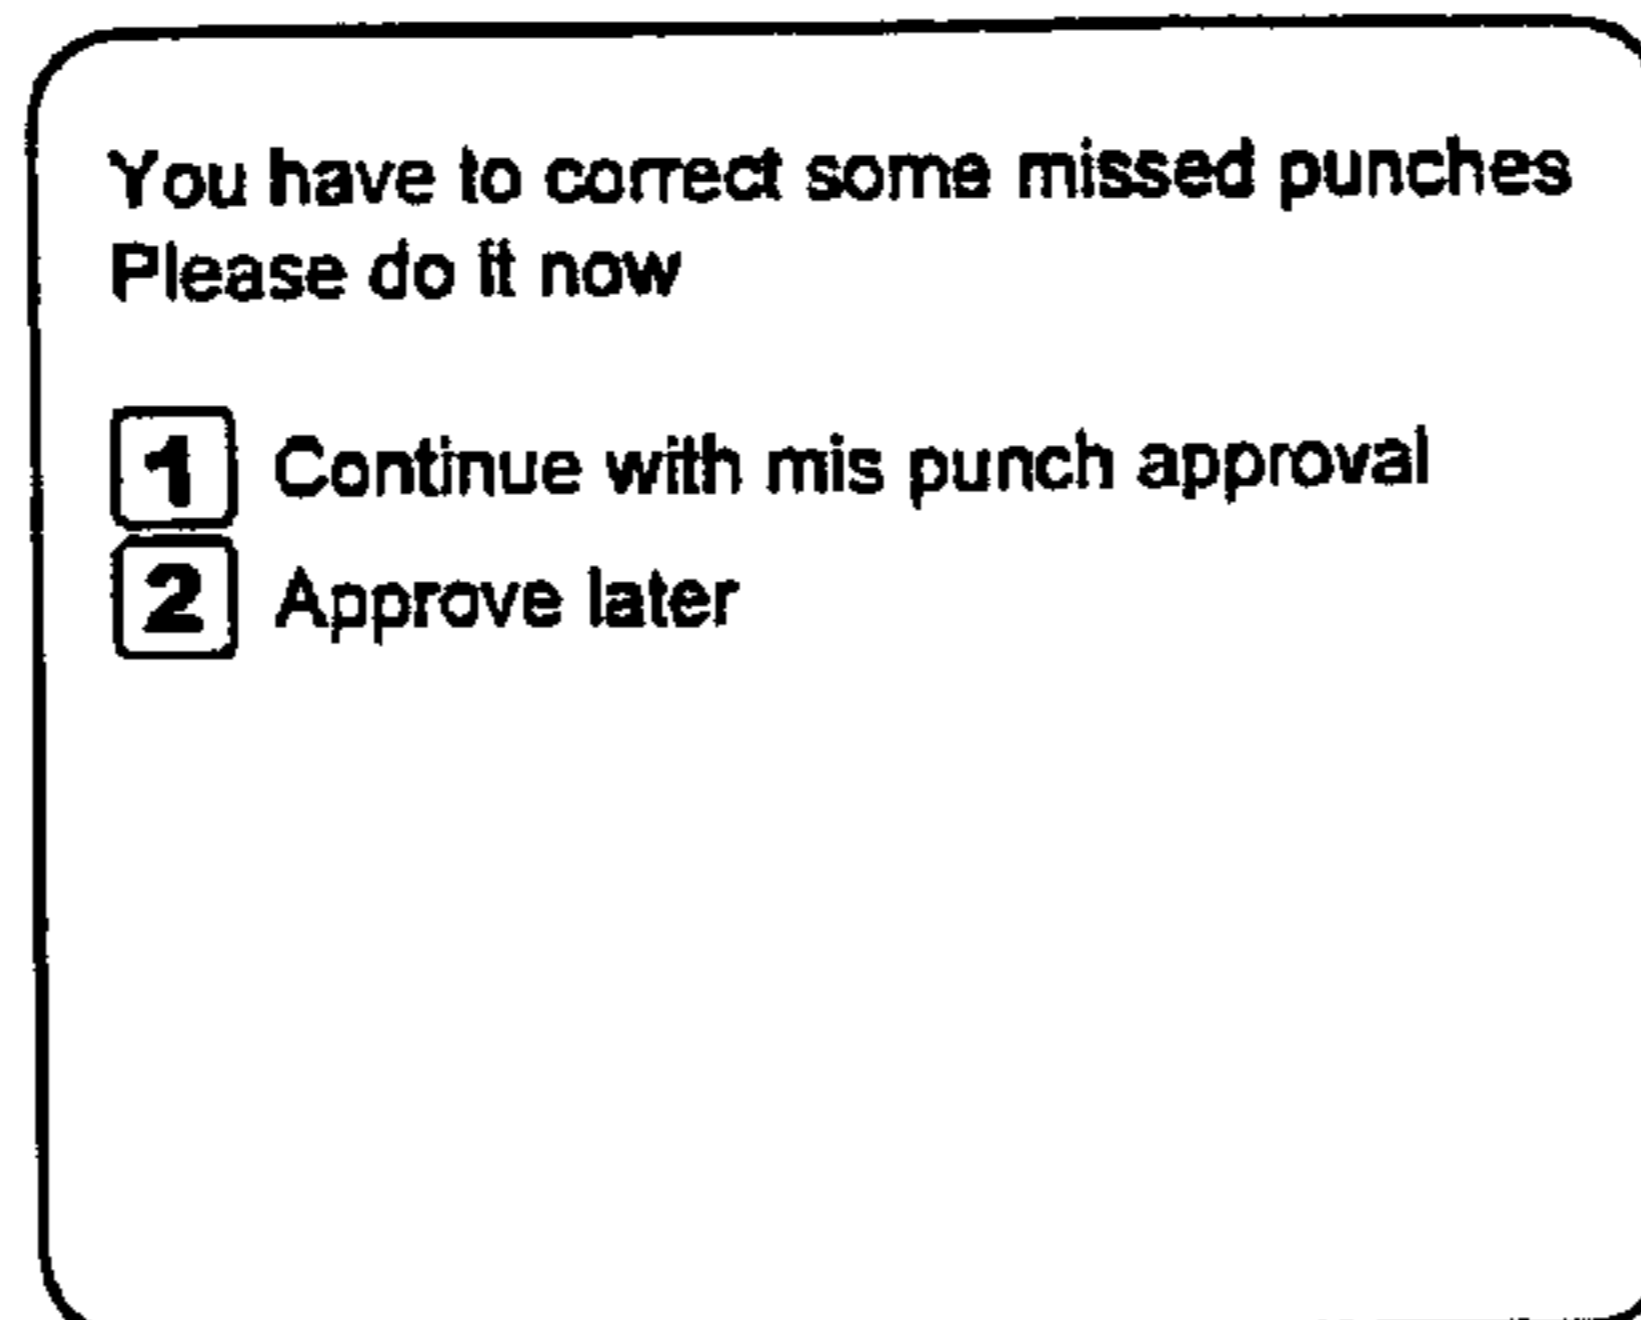 You have to correct some missed punches
Please do it now
1 Continue with mis punch approval
2 Approve later